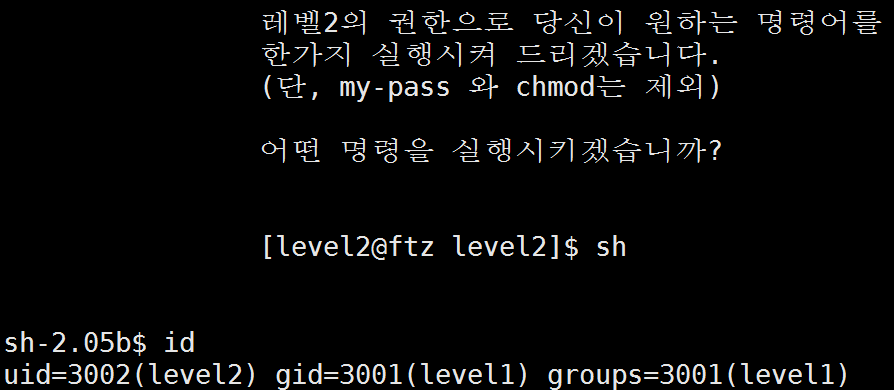 레벨2의 권한으로 당신이 원하는 명령어를
한가지 실행시켜 드리겠습니다.
(단, my-pass 와 chmod는 제외)
어떤 명령을 실행시키겠습니까?
[level2@ftz level2]$ sh
sh-2.05b$ id
uid=3002(level2) gid=3001(level1) groups=3001(level1)